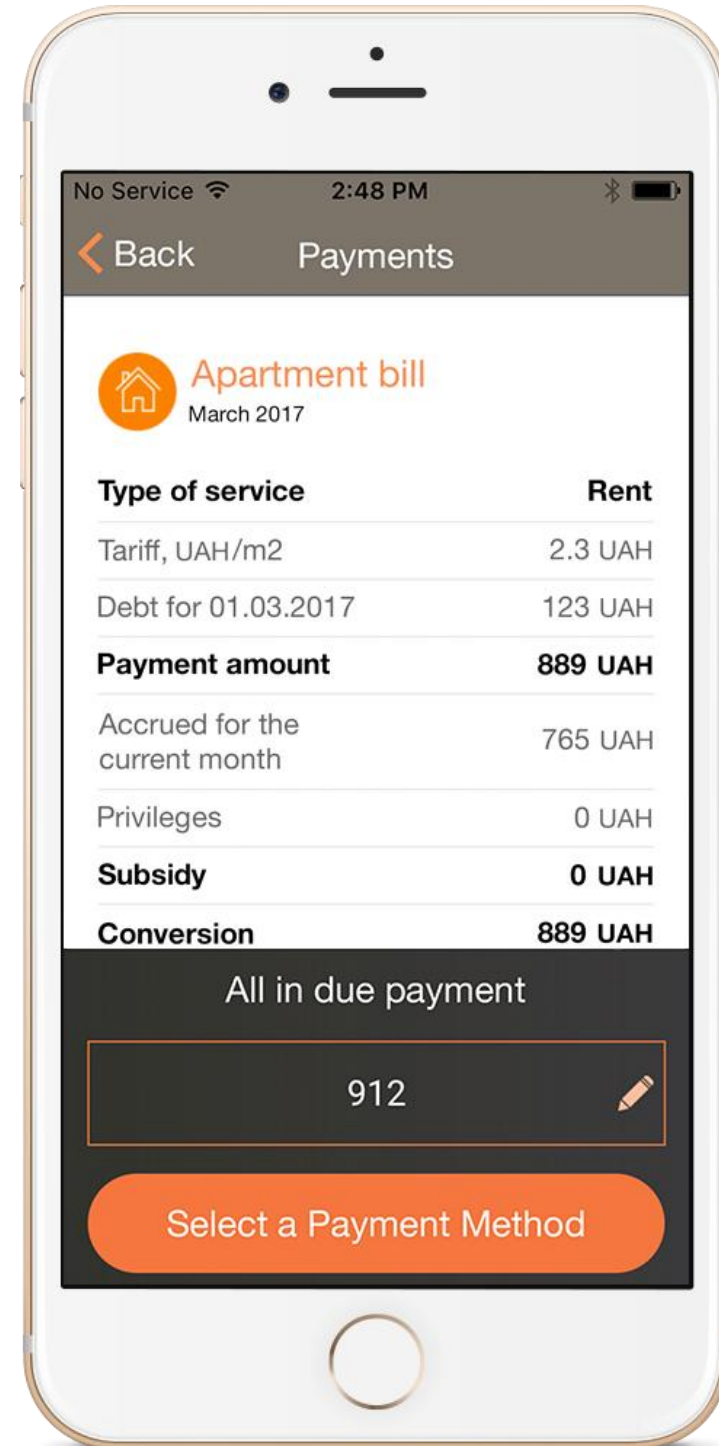 No Service 2:48 PM
Back Payments
Apartment bill
March 2017
Type of service Rent
Tariff, UAH/m2 2.3 UAH
Debt for 01.03.2017 123 UAH
Payment amount 889 UAH
Accrued for the
current month 765 UAH
Privileges 0 UAH
Subsidy 0 UAH
Conversion 889 UAH
All in due payment
912
Select a Payment Method